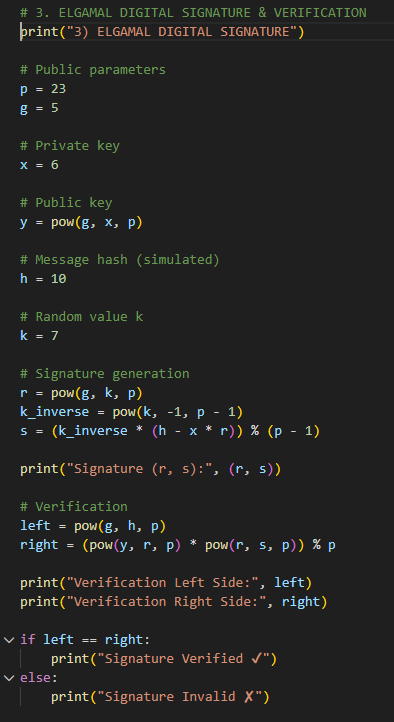 # 3. ELGAMAL DIGITAL SIGNATURE & VERIFICATION
print("3) ELGAMAL DIGITAL SIGNATURE")
# Public parameters
p = 23
g = 5
# Private key
x = 6
# Public key
y = pow(g, x, p)
# Message hash (simulated)
h = 10
# Random value k
k = 7
# Signature generation
r = pow(g, k, p)
k_inverse = pow(k, -1, p - 1)
s = (k_inverse * (h - x * r)) % (p - 1)
print("Signature (r, s):", (r, s))
# Verification
left = pow(g, h, p)
right = (pow(y, r, p) * pow(r, s, p)) % p
print("Verification Left Side:", left)
print("Verification Right Side:", right)
if left == right:
    print("Signature Verified ✓")
else:
    print("Signature Invalid ✗")